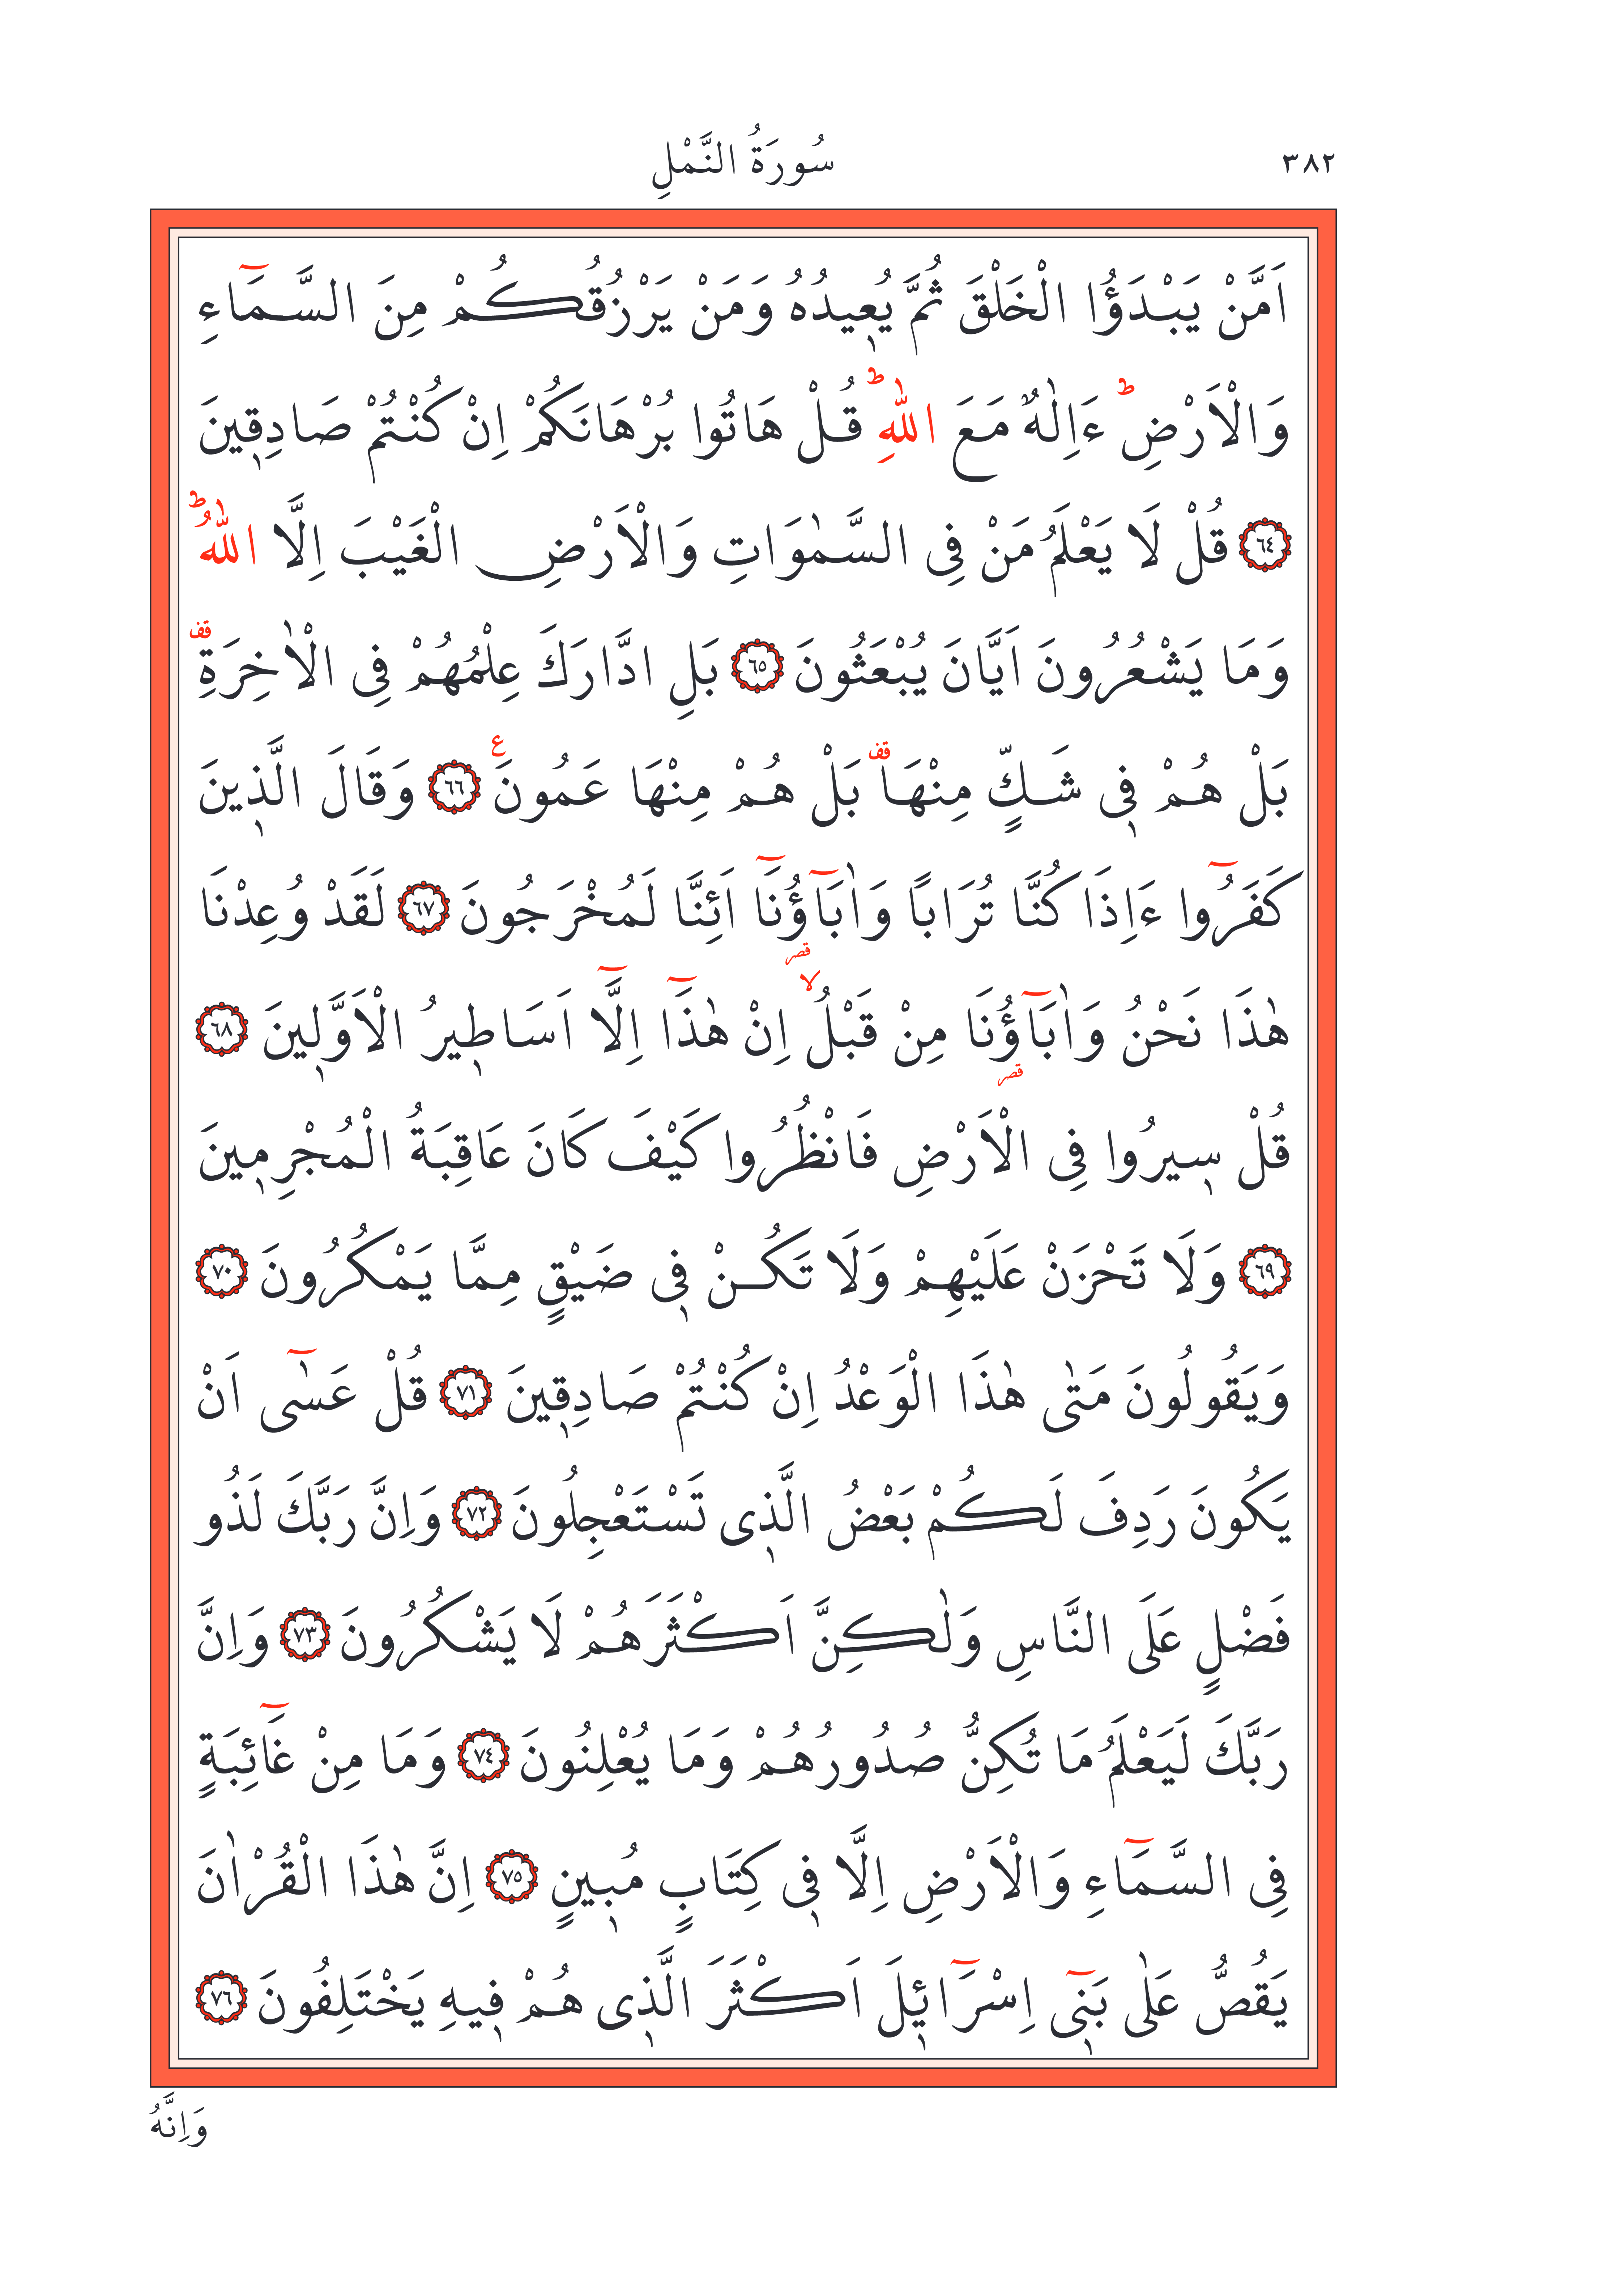 ٣٨٢
سُورَةُ النَّمْلِ
اَمَّنْ يَبْدَؤُا الْخَلْقَ ثُمَّ يُع۪يدُهُ وَمَنْ يَرْزُقُكُمْ مِنَ السَّمَٓاءِ
وَالْاَرْضِۜ ءَاِلٰهٌ مَعَ اللّٰهِۜ قُلْ هَاتُوا بُرْهَانَكُمْ اِنْ كُنْتُمْ صَادِق۪ينَ
﴿٦٤﴾ قُلْ لَا يَعْلَمُ مَنْ فِى السَّمٰوَاتِ وَالْاَرْضِ الْغَيْبَ اِلَّا اللّٰهُۜ
وَمَا يَشْعُرُونَ اَيَّانَ يُبْعَثُونَ ﴿٦٥﴾ بَلِ ادَّارَكَ عِلْمُهُمْ فِى الْاٰخِرَةِ قف
بَلْ هُمْ ف۪ى شَكٍّ مِنْهَا قف بَلْ هُمْ مِنْهَا عَمُونَ ع ﴿٦٦﴾ وَقَالَ الَّذ۪ينَ
كَفَرُٓوا ءَاِذَا كُنَّا تُرَابًا وَاٰبَٓاؤُنَٓا اَئِنَّا لَمُخْرَجُونَ ﴿٦٧﴾ لَقَدْ وُعِدْنَا
هٰذَا نَحْنُ وَاٰبَٓاؤُنَا مِنْ قَبْلُۙ قصر اِنْ هٰذَٓا اِلَّٓا اَسَاط۪يرُ الْاَوَّل۪ينَ ﴿٦٨﴾
قصر
قُلْ س۪يرُوا فِى الْاَرْضِ فَانْظُرُوا كَيْفَ كَانَ عَاقِبَةُ الْمُجْرِم۪ينَ
﴿٦٩﴾ وَلَا تَحْزَنْ عَلَيْهِمْ وَلَا تَكُنْ ف۪ى ضَيْقٍ مِمَّا يَمْكُرُونَ ﴿٧٠﴾
وَيَقُولُونَ مَتٰى هٰذَا الْوَعْدُ اِنْ كُنْتُمْ صَادِق۪ينَ ﴿٧١﴾ قُلْ عَسٰٓى اَنْ
يَكُونَ رَدِفَ لَكُمْ بَعْضُ الَّذ۪ى تَسْتَعْجِلُونَ ﴿٧٢﴾ وَاِنَّ رَبَّكَ لَذُو
فَضْلٍ عَلَى النَّاسِ وَلٰكِنَّ اَكْثَرَهُمْ لَا يَشْكُرُونَ ﴿٧٣﴾ وَاِنَّ
رَبَّكَ لَيَعْلَمُ مَا تُكِنُّ صُدُورُهُمْ وَمَا يُعْلِنُونَ ﴿٧٤﴾ وَمَا مِنْ غَٓائِبَةٍ
فِى السَّمَٓاءِ وَالْاَرْضِ اِلَّا ف۪ى كِتَابٍ مُب۪ينٍ ﴿٧٥﴾ اِنَّ هٰذَا الْقُرْاٰنَ
يَقُصُّ عَلٰى بَن۪ٓى اِسْرَٓائ۪لَ اَكْثَرَ الَّذ۪ى هُمْ ف۪يهِ يَخْتَلِفُونَ ﴿٧٦﴾
وَاِنَّهُ